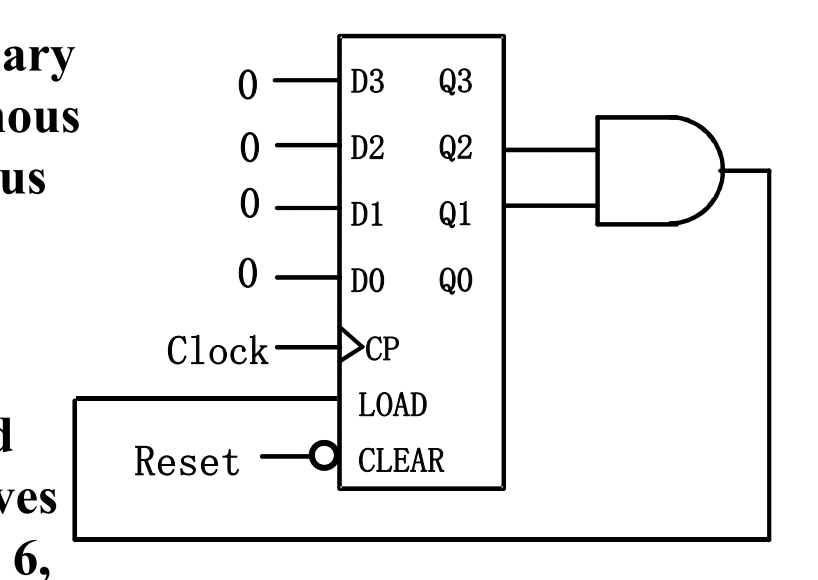 ary
nous
us
d
ves
6,
0 D3 Q3
0 D2 Q2
0 D1 Q1
0 D0 Q0
Clock CP
LOAD
Reset CLEAR